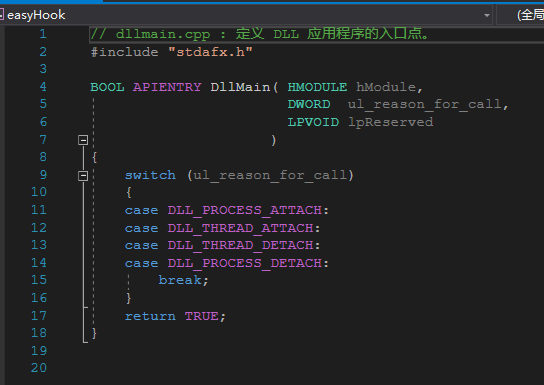 easyHook (全局
1 // dllmain.cpp : 定义 DLL 应用程序的入口点。
2 #include "stdafx.h"
3
4 BOOL APIENTRY DllMain( HMODULE hModule,
5 DWORD  ul_reason_for_call,
6 LPVOID lpReserved
7 )
8 {
9 switch (ul_reason_for_call)
10 {
11 case DLL_PROCESS_ATTACH:
12 case DLL_THREAD_ATTACH:
13 case DLL_THREAD_DETACH:
14 case DLL_PROCESS_DETACH:
15 break;
16 }
17 return TRUE;
18 }
19
20